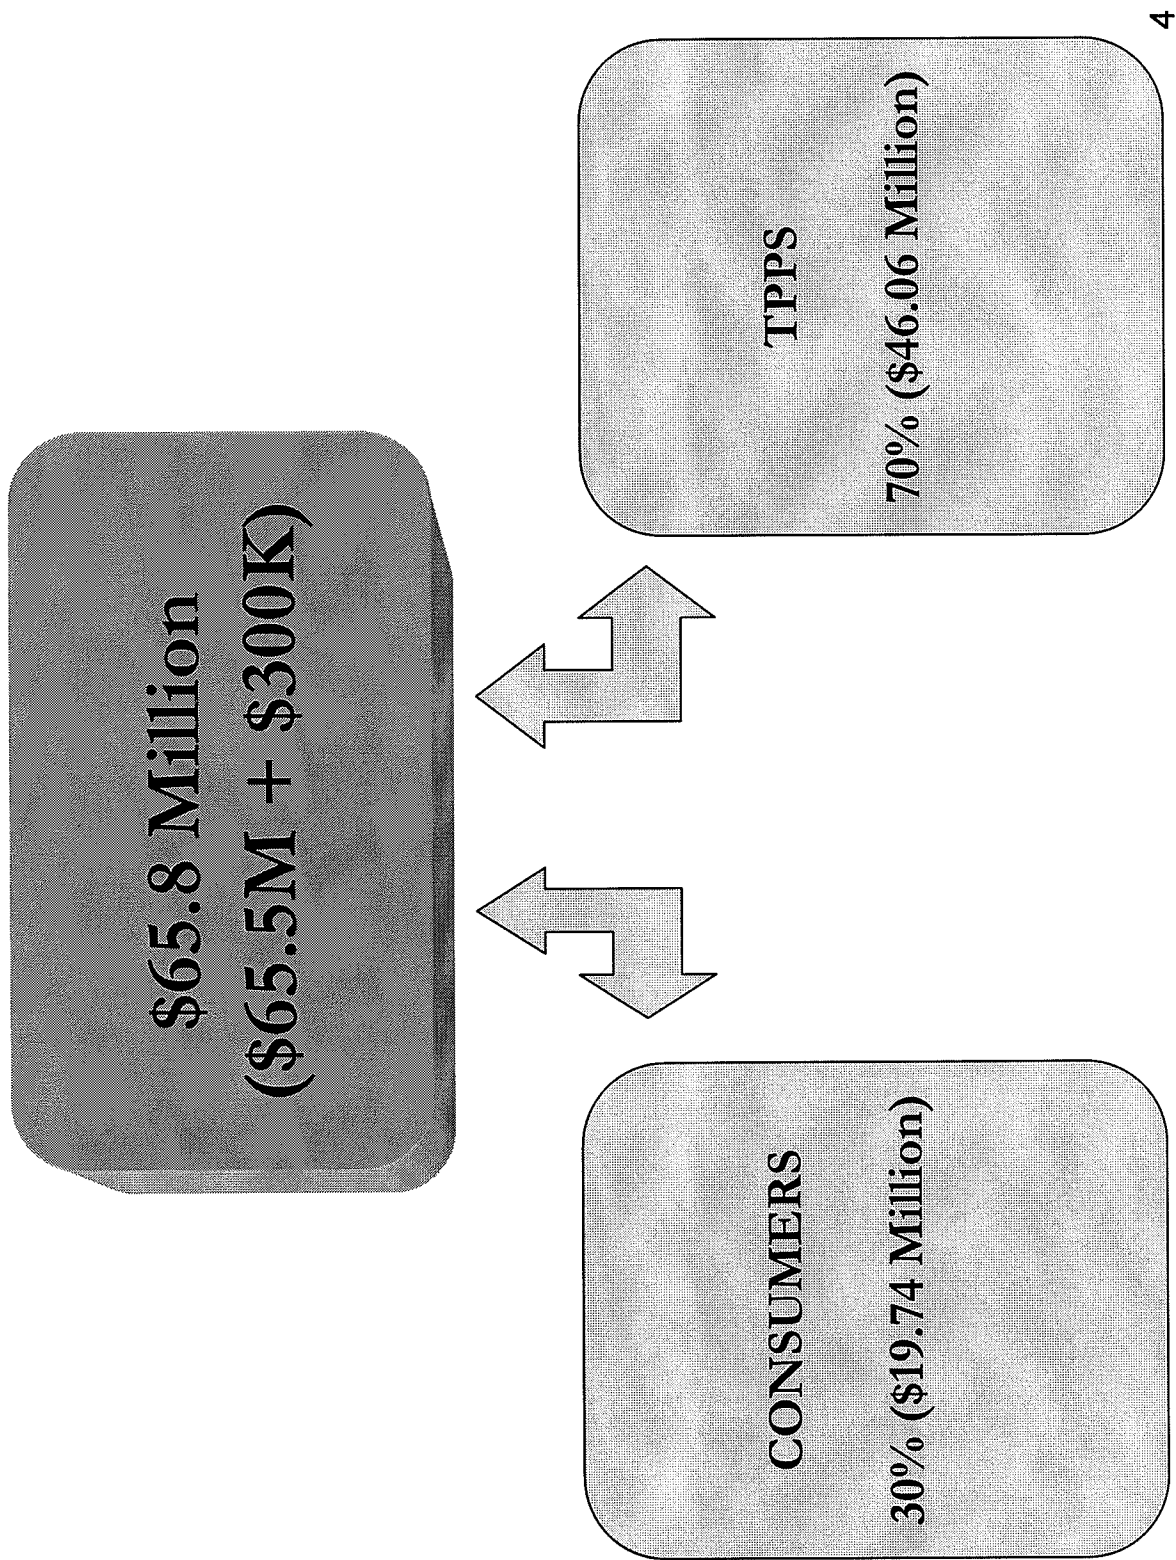 $65.8 Million
($65.5M + $300K)
CONSUMERS
30% ($19.74 Million)
TPPS
70% ($46.06 Million)
4